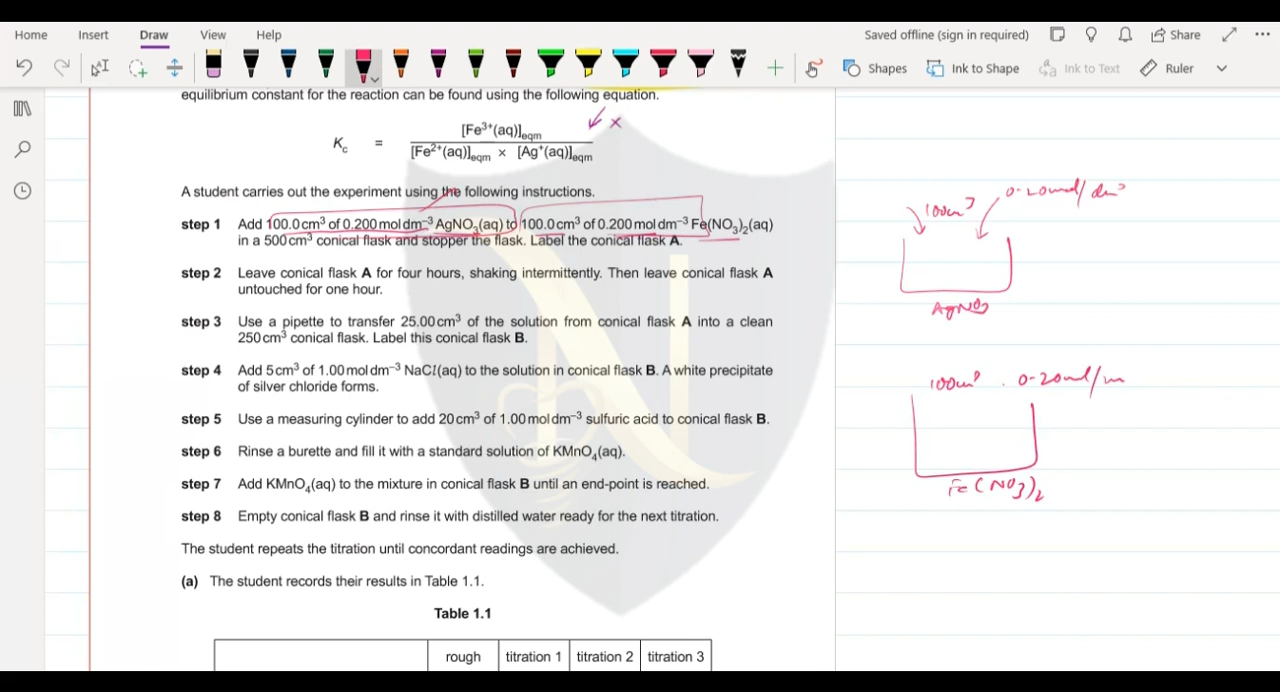 Home Insert Draw View Help Saved offline (sign in required) Share
Shapes Ink to Shape Ink to Text Ruler
equilibrium constant for the reaction can be found using the following equation.
Kc = [Fe³⁺(aq)]eqm
[Fe²⁺(aq)]eqm × [Ag⁺(aq)]eqm
x
A student carries out the experiment using the following instructions.
step 1 Add 100.0 cm³ of 0.200 mol dm⁻³ AgNO₃(aq) to 100.0 cm³ of 0.200 mol dm⁻³ Fe(NO₃)₂(aq)
in a 500 cm³ conical flask and stopper the flask. Label the conical flask A.
step 2 Leave conical flask A for four hours, shaking intermittently. Then leave conical flask A
untouched for one hour.
step 3 Use a pipette to transfer 25.00 cm³ of the solution from conical flask A into a clean
250 cm³ conical flask. Label this conical flask B.
step 4 Add 5 cm³ of 1.00 mol dm⁻³ NaCl(aq) to the solution in conical flask B. A white precipitate
of silver chloride forms.
step 5 Use a measuring cylinder to add 20 cm³ of 1.00 mol dm⁻³ sulfuric acid to conical flask B.
step 6 Rinse a burette and fill it with a standard solution of KMnO₄(aq).
step 7 Add KMnO₄(aq) to the mixture in conical flask B until an end-point is reached.
step 8 Empty conical flask B and rinse it with distilled water ready for the next titration.
The student repeats the titration until concordant readings are achieved.
(a) The student records their results in Table 1.1.
Table 1.1
rough titration 1 titration 2 titration 3
100cm³ 0.20mol/dm³
AgNO₃
100cm³ . 0.20mol/m
Fe(NO₃)₂